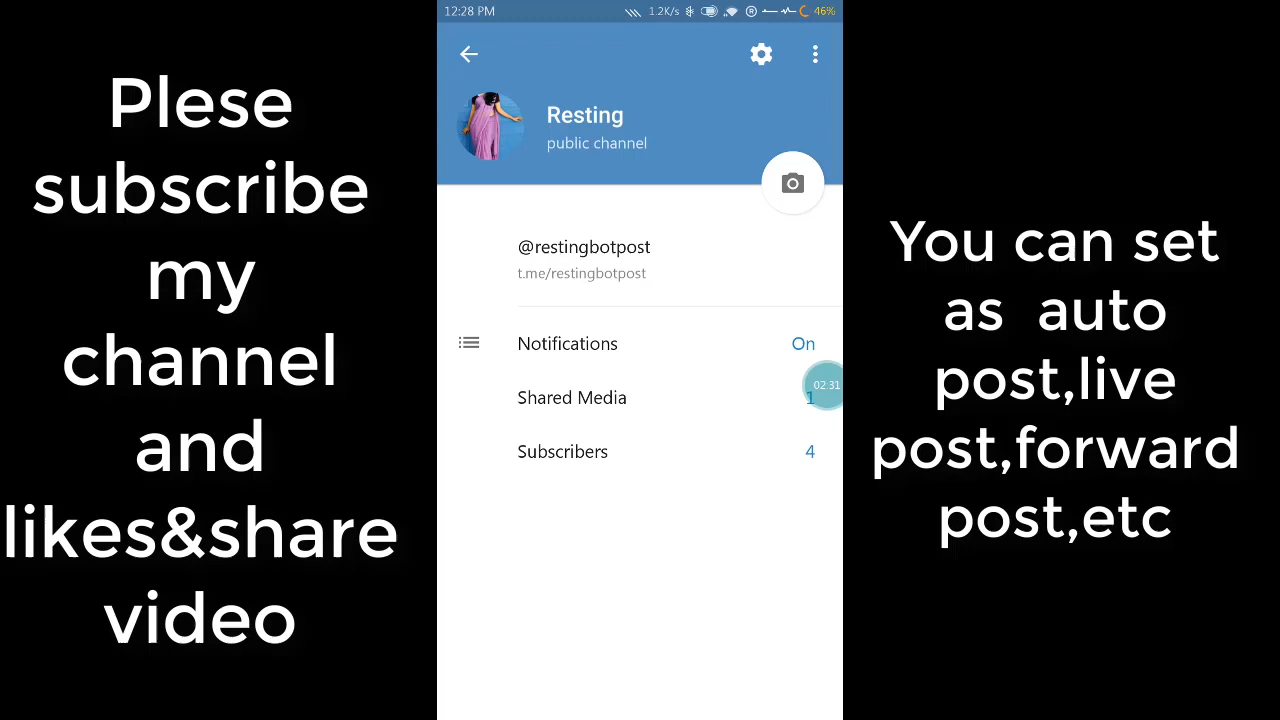 Plese
subscribe
my
channel
and
likes&share
video
12:28 PM
1.2K/s
46%
Resting
public channel
@restingbotpost
t.me/restingbotpost
Notifications On
02:31
Shared Media 1
Subscribers 4
You can set
as auto
post,live
post,forward
post,etc